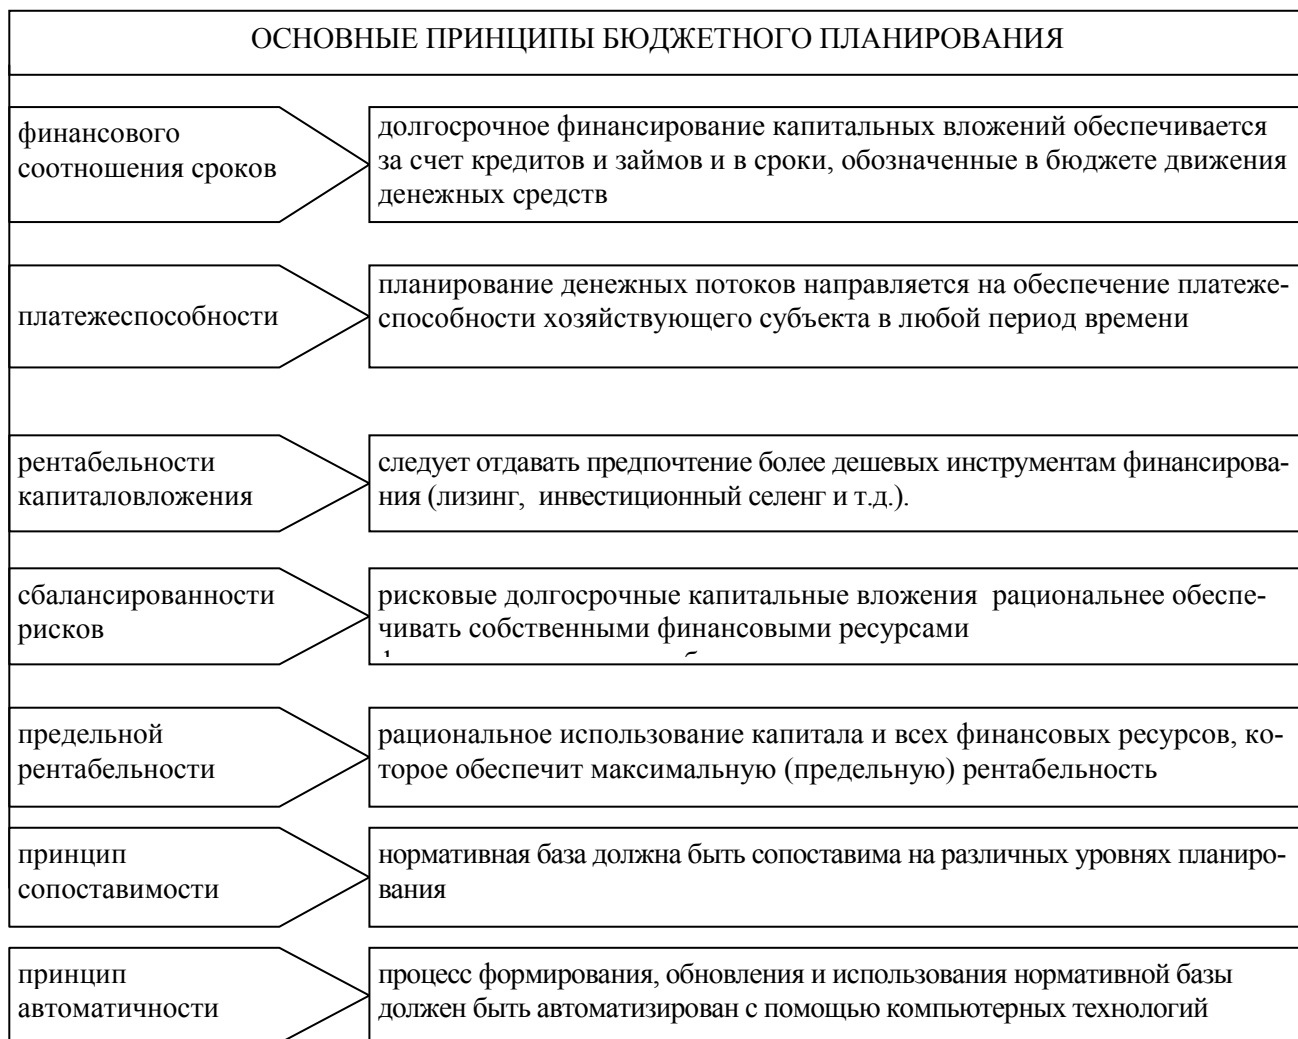 ОСНОВНЫЕ ПРИНЦИПЫ БЮДЖЕТНОГО ПЛАНИРОВАНИЯ
финансового
соотношения сроков
долгосрочное финансирование капитальных вложений обеспечивается
за счет кредитов и займов и в сроки, обозначенные в бюджете движения
денежных средств
платежеспособности
планирование денежных потоков направляется на обеспечение платеже-
способности хозяйствующего субъекта в любой период времени
рентабельности
капиталовложения
следует отдавать предпочтение более дешевых инструментам финансирова-
ния (лизинг, инвестиционный селенг и т.д.).
сбалансированности
рисков
рисковые долгосрочные капитальные вложения рациональнее обеспе-
чивать собственными финансовыми ресурсами
предельной
рентабельности
рациональное использование капитала и всех финансовых ресурсов, ко-
торое обеспечит максимальную (предельную) рентабельность
принцип
сопоставимости
нормативная база должна быть сопоставима на различных уровнях планиро-
вания
принцип
автоматичности
процесс формирования, обновления и использования нормативной базы
должен быть автоматизирован с помощью компьютерных технологий